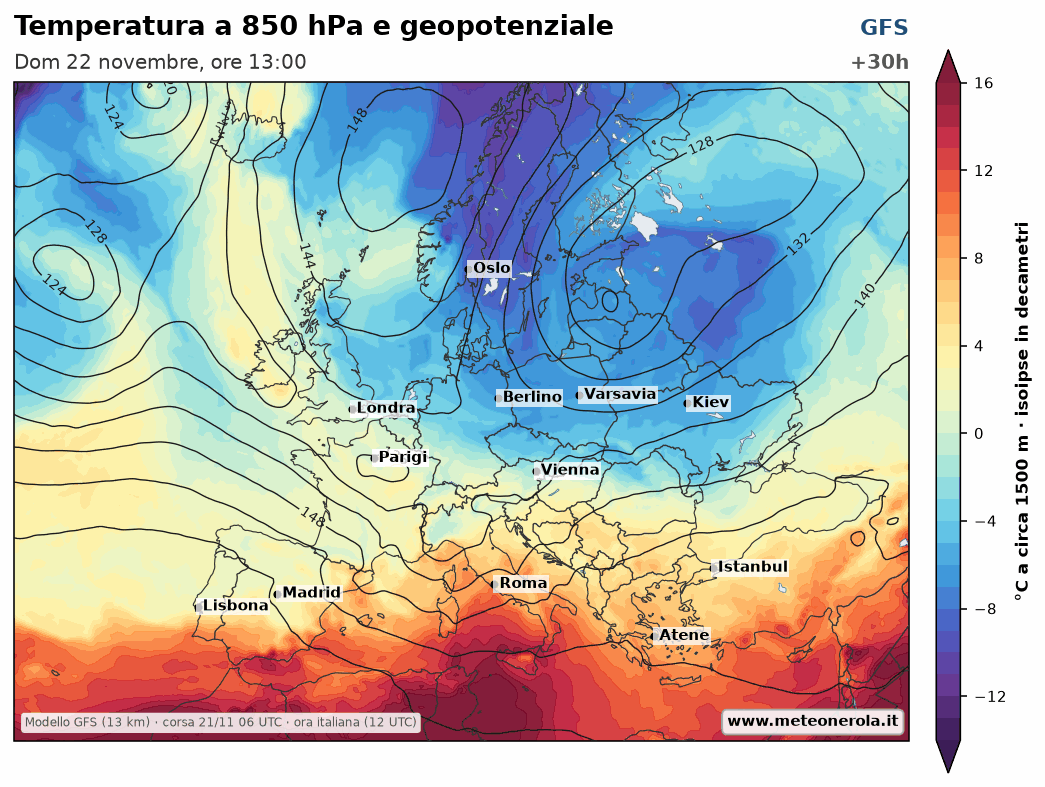 Temperatura a 850 hPa e geopotenziale
GFS
Dom 22 novembre, ore 13:00
+30h
148
124
128
128
132
144
140
124
148
Oslo
Berlino
Varsavia
Kiev
Londra
Parigi
Vienna
Istanbul
Madrid
Lisbona
Roma
Atene
16
12
8
4
0
−4
−8
−12
°C a circa 1500 m · isoipse in decametri
Modello GFS (13 km) · corsa 21/11 06 UTC · ora italiana (12 UTC)
www.meteonerola.it